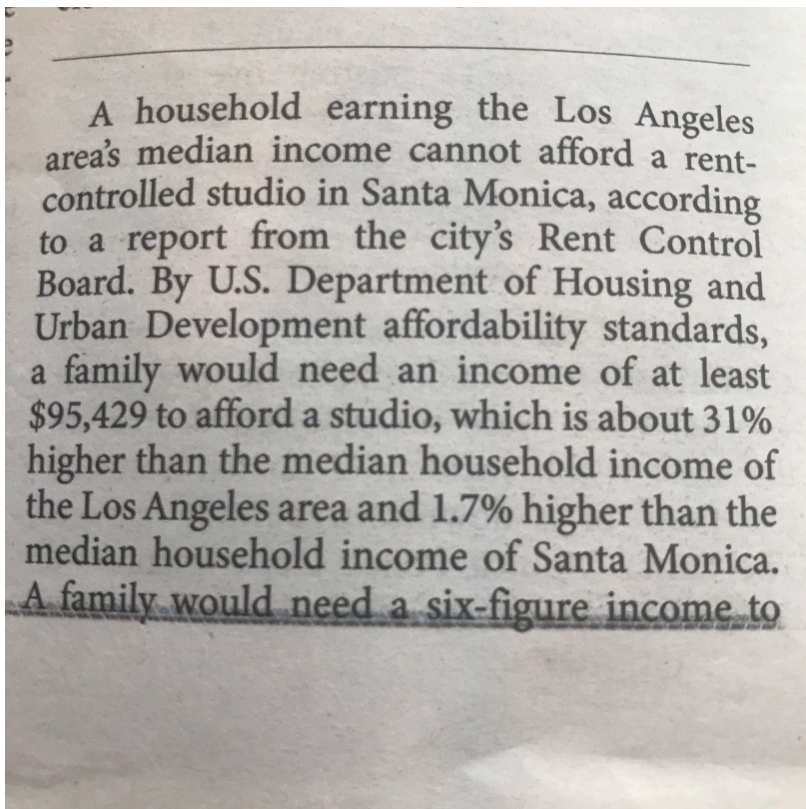 A household earning the Los Angeles
area's median income cannot afford a rent-
controlled studio in Santa Monica, according
to a report from the city's Rent Control
Board. By U.S. Department of Housing and
Urban Development affordability standards,
a family would need an income of at least
$95,429 to afford a studio, which is about 31%
higher than the median household income of
the Los Angeles area and 1.7% higher than the
median household income of Santa Monica.
A family would need a six-figure income to